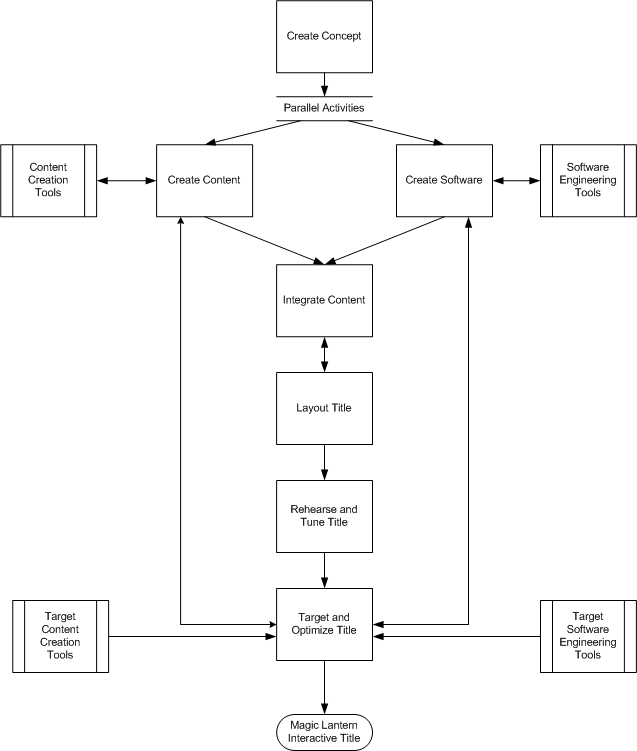 Create Concept
Parallel Activities
Content
Creation
Tools
Create Content
Create Software
Software
Engineering
Tools
Integrate Content
Layout Title
Rehearse and
Tune Title
Target
Content
Creation
Tools
Target and
Optimize Title
Target
Software
Engineering
Tools
Magic Lantern
Interactive Title